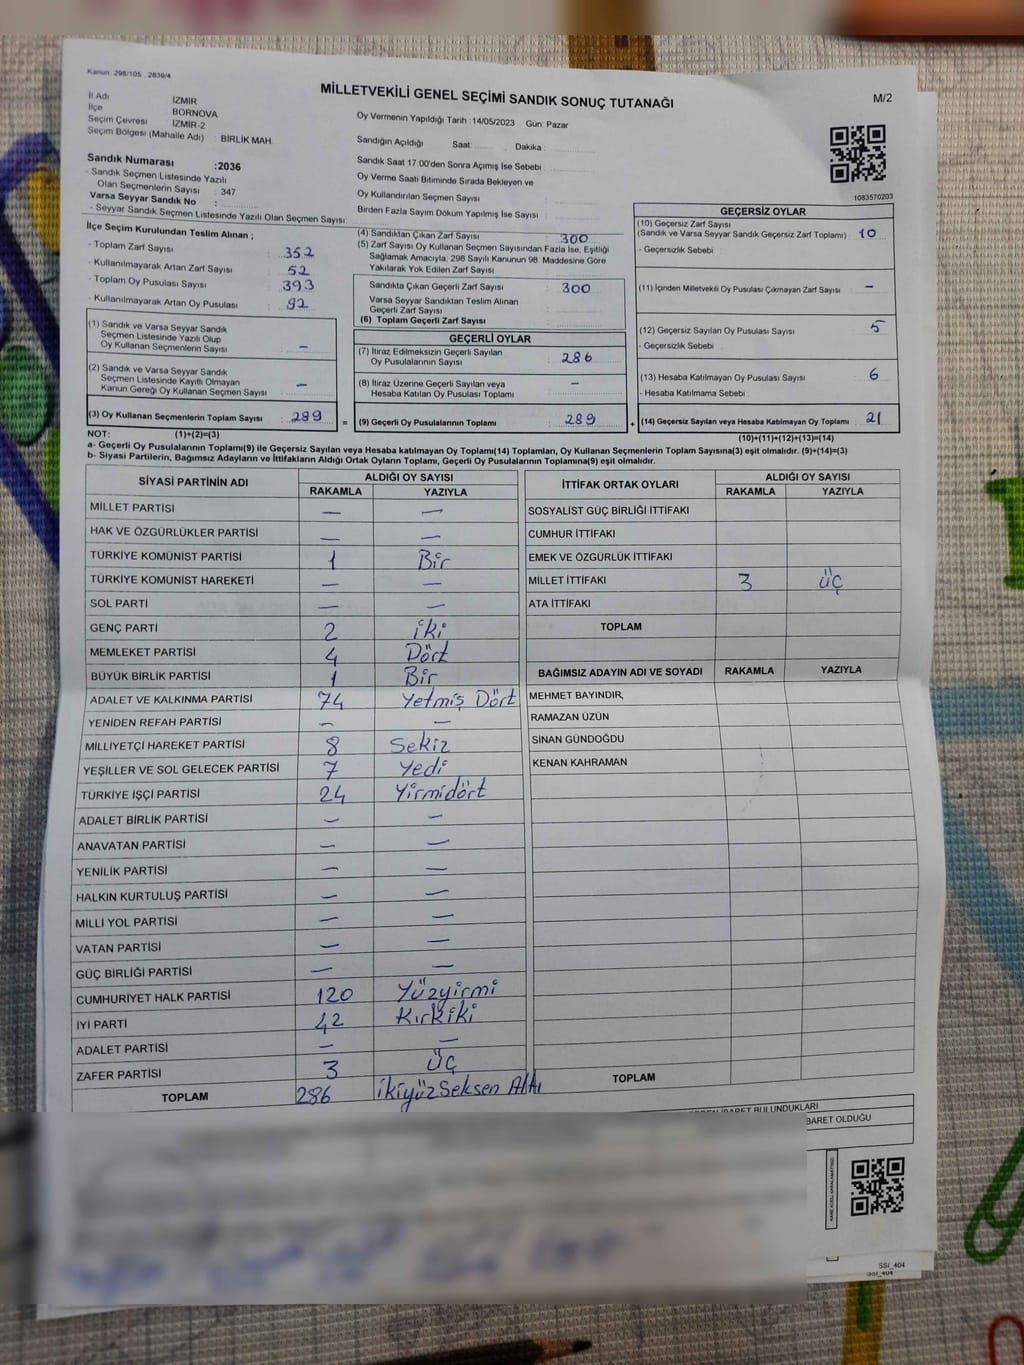 Kanun: 298/105 , 2839/4
MİLLETVEKİLİ GENEL SEÇİMİ SANDIK SONUÇ TUTANAĞI
M/2
İl Adı İZMİR
İlçe BORNOVA
Seçim Çevresi İZMİR-2
Seçim Bölgesi (Mahalle Adı) : BİRLİK MAH
Oy Vermenin Yapıldığı Tarih :14/05/2023 Gün: Pazar
Sandığın Açıldığı Saat: Dakika :
Sandık Saat 17:00'den Sonra Açımış İse Sebebi :
Oy Verme Saati Bitiminde Sırada Bekleyen ve
Oy Kullandırılan Seçmen Sayısı :
Birden Fazla Sayım Döküm Yapılmış İse Sayısı :
1083570203
Sandık Numarası :2036
- Sandık Seçmen Listesinde Yazılı
Olan Seçmenlerin Sayısı : 347
Varsa Seyyar Sandık No :
- Seyyar Sandık Seçmen Listesinde Yazılı Olan Seçmen Sayısı:
İlçe Seçim Kurulundan Teslim Alınan ;
- Toplam Zarf Sayısı : 352
- Kullanılmayarak Artan Zarf Sayısı : 52
- Toplam Oy Pusulası Sayısı : 393
- Kullanılmayarak Artan Oy Pusulası : 92
(1) Sandık ve Varsa Seyyar Sandık
Seçmen Listesinde Yazılı Olup
Oy Kullanan Seçmenlerin Sayısı : –
(2) Sandık ve Varsa Seyyar Sandık
Seçmen Listesinde Kayıtlı Olmayan
Kanun Gereği Oy Kullanan Seçmen Sayısı : –
(3) Oy Kullanan Seçmenlerin Toplam Sayısı : 289
=
(4) Sandıktan Çıkan Zarf Sayısı : 300
(5) Zarf Sayısı Oy Kullanan Seçmen Sayısından Fazla İse, Eşitliği
Sağlamak Amacıyla, 298 Sayılı Kanunun 98. Maddesine Göre
Yakılarak Yok Edilen Zarf Sayısı :
Sandıkta Çıkan Geçerli Zarf Sayısı : 300
Varsa Seyyar Sandıktan Teslim Alınan
Geçerli Zarf Sayısı :
(6) Toplam Geçerli Zarf Sayısı :
GEÇERLİ OYLAR
(7) İtiraz Edilmeksizin Geçerli Sayılan
Oy Pusulalarının Sayısı : 286
(8) İtiraz Üzerine Geçerli Sayılan veya
Hesaba Katılan Oy Pusulası Toplamı : –
(9) Geçerli Oy Pusulalarının Toplamı : 289
+
GEÇERSİZ OYLAR
(10) Geçersiz Zarf Sayısı
(Sandık ve Varsa Seyyar Sandık Geçersiz Zarf Toplamı) : 10
- Geçersizlik Sebebi :
(11) İçinden Milletvekili Oy Pusulası Çıkmayan Zarf Sayısı : –
(12) Geçersiz Sayılan Oy Pusulası Sayısı : 5
- Geçersizlik Sebebi :
(13) Hesaba Katılmayan Oy Pusulası Sayısı : 6
- Hesaba Katılmama Sebebi :
(14) Geçersiz Sayılan veya Hesaba Katılmayan Oy Toplamı : 21
NOT: (1)+(2)=(3)
(10)+(11)+(12)+(13)=(14)
a- Geçerli Oy Pusulalarının Toplamı(9) ile Geçersiz Sayılan veya Hesaba katılmayan Oy Toplamı(14) Toplamları, Oy Kullanan Seçmenlerin Toplam Sayısına(3) eşit olmalıdır. (9)+(14)=(3)
b- Siyasi Partilerin, Bağımsız Adayların ve İttifakların Aldığı Ortak Oyların Toplamı, Geçerli Oy Pusulalarının Toplamına(9) eşit olmalıdır.
SİYASİ PARTİNİN ADI ALDIĞI OY SAYISI
RAKAMLA YAZIYLA
MİLLET PARTİSİ – –
HAK VE ÖZGÜRLÜKLER PARTİSİ – –
TÜRKİYE KOMÜNİST PARTİSİ 1 Bir
TÜRKİYE KOMÜNİST HAREKETİ – –
SOL PARTİ – –
GENÇ PARTİ 2 iki
MEMLEKET PARTİSİ 4 Dört
BÜYÜK BİRLİK PARTİSİ 1 Bir
ADALET VE KALKINMA PARTİSİ 74 Yetmiş Dört
YENİDEN REFAH PARTİSİ – –
MİLLİYETÇİ HAREKET PARTİSİ 8 Sekiz
YEŞİLLER VE SOL GELECEK PARTİSİ 7 Yedi
TÜRKİYE İŞÇİ PARTİSİ 24 Yirmidört
ADALET BİRLİK PARTİSİ – –
ANAVATAN PARTİSİ – –
YENİLİK PARTİSİ – –
HALKIN KURTULUŞ PARTİSİ – –
MİLLİ YOL PARTİSİ – –
VATAN PARTİSİ – –
GÜÇ BİRLİĞİ PARTİSİ – –
CUMHURİYET HALK PARTİSİ 120 Yüzyirmi
İYİ PARTİ 42 Kırkiki
ADALET PARTİSİ – –
ZAFER PARTİSİ 3 ÜÇ
TOPLAM 286 ikiyüz Seksen Altı
İTTİFAK ORTAK OYLARI ALDIĞI OY SAYISI
RAKAMLA YAZIYLA
SOSYALİST GÜÇ BİRLİĞİ İTTİFAKI
CUMHUR İTTİFAKI
EMEK VE ÖZGÜRLÜK İTTİFAKI
MİLLET İTTİFAKI 3 üç
ATA İTTİFAKI
TOPLAM
BAĞIMSIZ ADAYIN ADI VE SOYADI RAKAMLA YAZIYLA
MEHMET BAYINDIR
RAMAZAN ÜZÜN
SİNAN GÜNDOĞDU
KENAN KAHRAMAN
TOPLAM
BULUNDUKLARI
BARET OLDUĞU
SSI_404
SSI_404